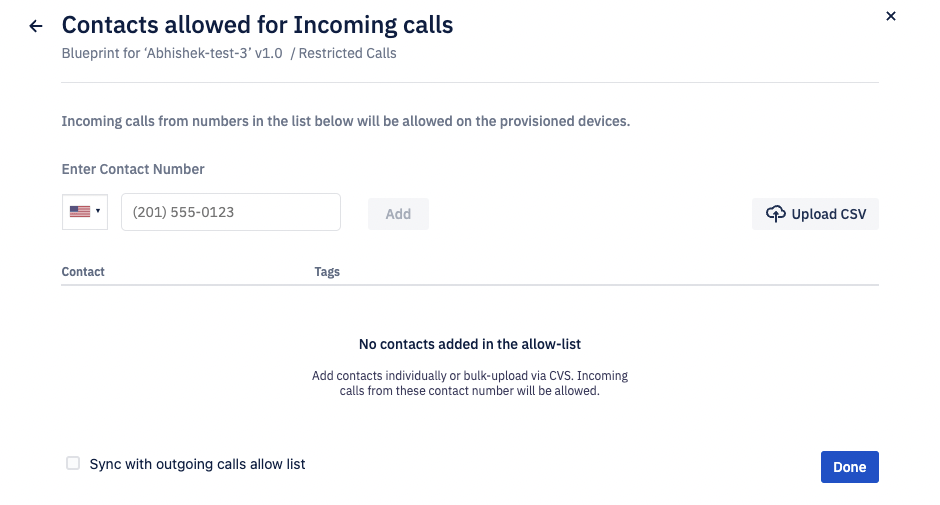 Contacts allowed for Incoming calls
Blueprint for ‘Abhishek-test-3’ v1.0 / Restricted Calls
Incoming calls from numbers in the list below will be allowed on the provisioned devices.
Enter Contact Number
(201) 555-0123
Add
Upload CSV
Contact Tags
No contacts added in the allow-list
Add contacts individually or bulk-upload via CVS. Incoming
calls from these contact number will be allowed.
Sync with outgoing calls allow list
Done